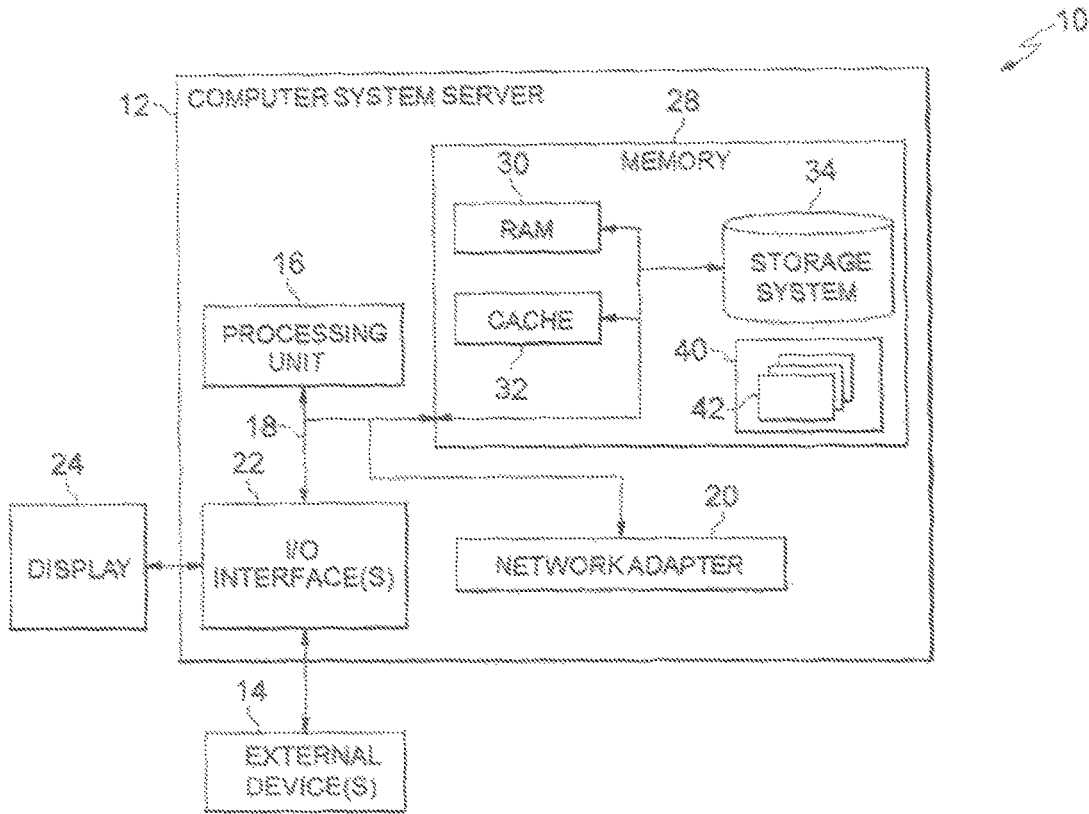 10
12
COMPUTER SYSTEM SERVER
28
MEMORY
30
RAM
34
STORAGE
SYSTEM
16
PROCESSING
UNIT
CACHE
32
40
42
18
22
24
DISPLAY
I/O
INTERFACE(S)
20
NETWORK ADAPTER
14
EXTERNAL
DEVICE(S)